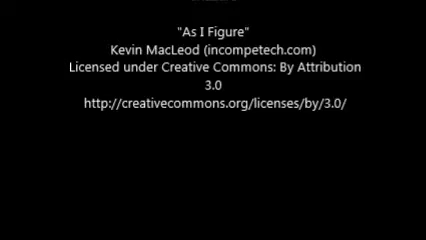 "As I Figure"
Kevin MacLeod (incompetech.com)
Licensed under Creative Commons: By Attribution
3.0
http://creativecommons.org/licenses/by/3.0/